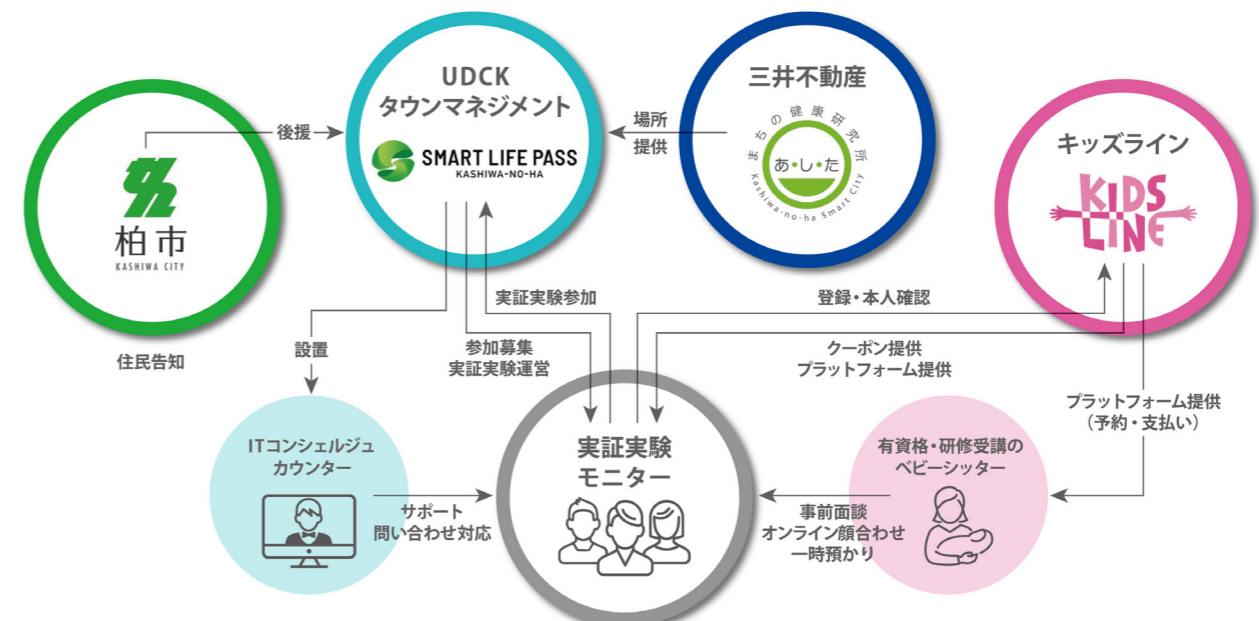 UDCK
タウンマネジメント
SMART LIFE PASS
KASHIWA-NO-HA
三井不動産
まちの健康研究所
あ・し・た
Kashiwa-no-ha Smart City
キッズライン
KIDS
LINE
後援
場所
提供
柏市
KASHIWA CITY
住民告知
実証実験参加
登録・本人確認
設置
参加募集
実証実験運営
クーポン提供
プラットフォーム提供
プラットフォーム提供
（予約・支払い）
ITコンシェルジュ
カウンター
実証実験
モニター
有資格・研修受講の
ベビーシッター
サポート
問い合わせ対応
事前面談
オンライン顔合わせ
一時預かり